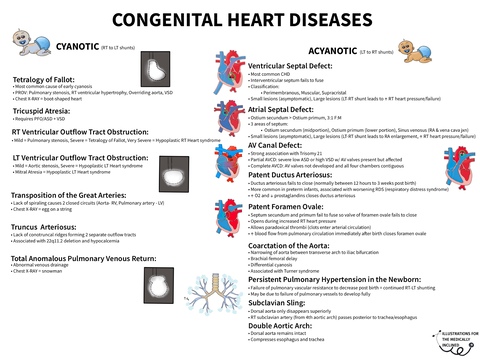 CONGENITAL HEART DISEASES
CYANOTIC (RT to LT shunts)
Tetralogy of Fallot:
• Most common cause of early cyanosis
• PROV: Pulmonary stenosis, RT ventricular hypertrophy, Overriding aorta, VSD
• Chest X-RAY = boot-shaped heart
Tricuspid Atresia:
• Requires PFO/ASD + VSD
RT Ventricular Outflow Tract Obstruction:
• Mild = Pulmonary stenosis, Severe = Tetralogy of Fallot, Very Severe = Hypoplastic RT Heart syndrome
LT Ventricular Outflow Tract Obstruction:
• Mild = Aortic stenosis, Severe = Hypoplastic LT Heart syndrome
• Mitral Atresia = Hypoplastic LT Heart syndrome
Transposition of the Great Arteries:
• Lack of spiraling causes 2 closed circuits (Aorta- RV, Pulmonary artery - LV)
• Chest X-RAY = egg on a string
Truncus Arteriosus:
• Lack of conotruncal ridges forming 2 separate outflow tracts
• Associated with 22q11.2 deletion and hypocalcemia
Total Anomalous Pulmonary Venous Return:
• Abnormal venous drainage
• Chest X-RAY = snowman
ACYANOTIC (LT to RT shunts)
Ventricular Septal Defect:
• Most common CHD
• Interventricular septum fails to fuse
• Classification:
• Perimembranous, Muscular, Supracristal
• Small lesions (asymptomatic), Large lesions (LT-RT shunt leads to + RT heart pressure/failure)
Atrial Septal Defect:
• Ostium secundum > Ostium primum, 3:1 F:M
• 3 areas of septum:
• Ostium secundum (midportion), Ostium primum (lower portion), Sinus venosus (RA & vena cava jxn)
• Small lesions (asymptomatic), Large lesions (LT-RT shunt leads to RA enlargement, + RT heart pressure/failure)
AV Canal Defect:
• Strong association with Trisomy 21
• Partial AVCD: severe low ASD or high VSD w/ AV valves present but affected
• Complete AVCD: AV valves not developed and all four chambers contiguous
Patent Ductus Arteriosus:
• Ductus arteriosus fails to close (normally between 12 hours to 3 weeks post birth)
• More common in preterm infants, associated with worsening RDS (respiratory distress syndrome)
• + O2 and ↓ prostaglandins closes ductus arteriosus
Patent Foramen Ovale:
• Septum secundum and primum fail to fuse so valve of foramen ovale fails to close
• Opens during increased RT heart pressure
• Allows paradoxical thrombi (clots enter arterial circulation)
• + blood flow from pulmonary circulation immediately after birth closes foramen ovale
Coarctation of the Aorta:
• Narrowing of aorta between transverse arch to iliac bifurcation
• Brachial femoral delay
• Differential cyanosis
• Associated with Turner syndrome
Persistent Pulmonary Hypertension in the Newborn:
• Failure of pulmonary vascular resistance to decrease post birth = continued RT-LT shunting
• May be due to failure of pulmonary vessels to develop fully
Subclavian Sling:
• Dorsal aorta only disappears superiorly
• RT subclavian artery (from 4th aortic arch) passes posterior to trachea/esophagus
Double Aortic Arch:
• Dorsal aorta remains intact
• Compresses esophagus and trachea
ILLUSTRATIONS FOR
THE MEDICALLY
INCLINED